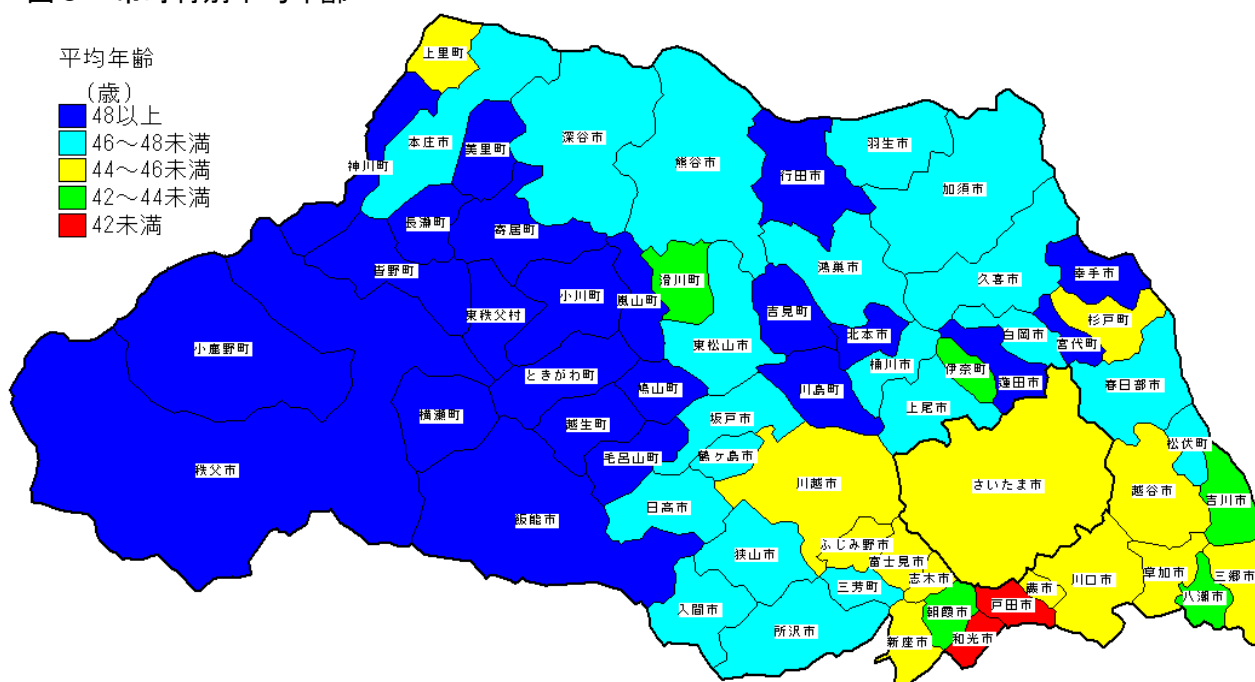 平均年齢
(歳)
48以上
46～48未満
44～46未満
42～44未満
42未満
上里町
本庄市
美里町
深谷市
熊谷市
行田市
羽生市
加須市
神川町
長瀞町
寄居町
皆野町
滑川町
鴻巣市
久喜市
幸手市
小川町
嵐山町
吉見町
杉戸町
東秩父村
北本市
白岡市
宮代町
小鹿野町
東松山市
桶川市
伊奈町
蓮田市
春日部市
ときがわ町
鳩山町
川島町
横瀬町
上尾市
越生町
坂戸市
松伏町
毛呂山町
鶴ヶ島市
秩父市
川越市
さいたま市
越谷市
吉川市
日高市
飯能市
ふじみ野市
狭山市
富士見市
志木市
三芳町
川口市
草加市
三郷市
蕨市
八潮市
入間市
所沢市
朝霞市
戸田市
新座市
和光市